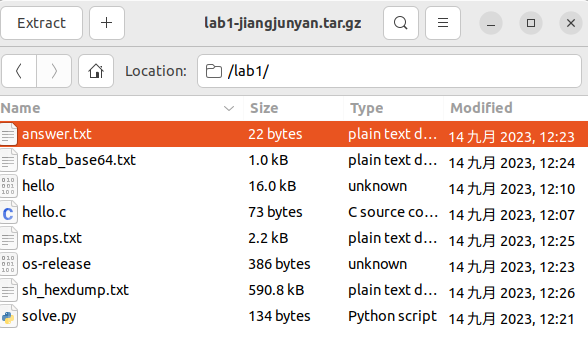 Extract lab1-jiangjunyan.tar.gz
Location: /lab1/
Name Size Type Modified
answer.txt 22 bytes plain text d... 14 九月 2023, 12:23
fstab_base64.txt 1.0 kB plain text d... 14 九月 2023, 12:24
hello 16.0 kB unknown 14 九月 2023, 12:10
hello.c 73 bytes C source co... 14 九月 2023, 12:07
maps.txt 2.2 kB plain text d... 14 九月 2023, 12:25
os-release 386 bytes unknown 14 九月 2023, 12:23
sh_hexdump.txt 590.8 kB plain text d... 14 九月 2023, 12:26
solve.py 134 bytes Python script 14 九月 2023, 12:21